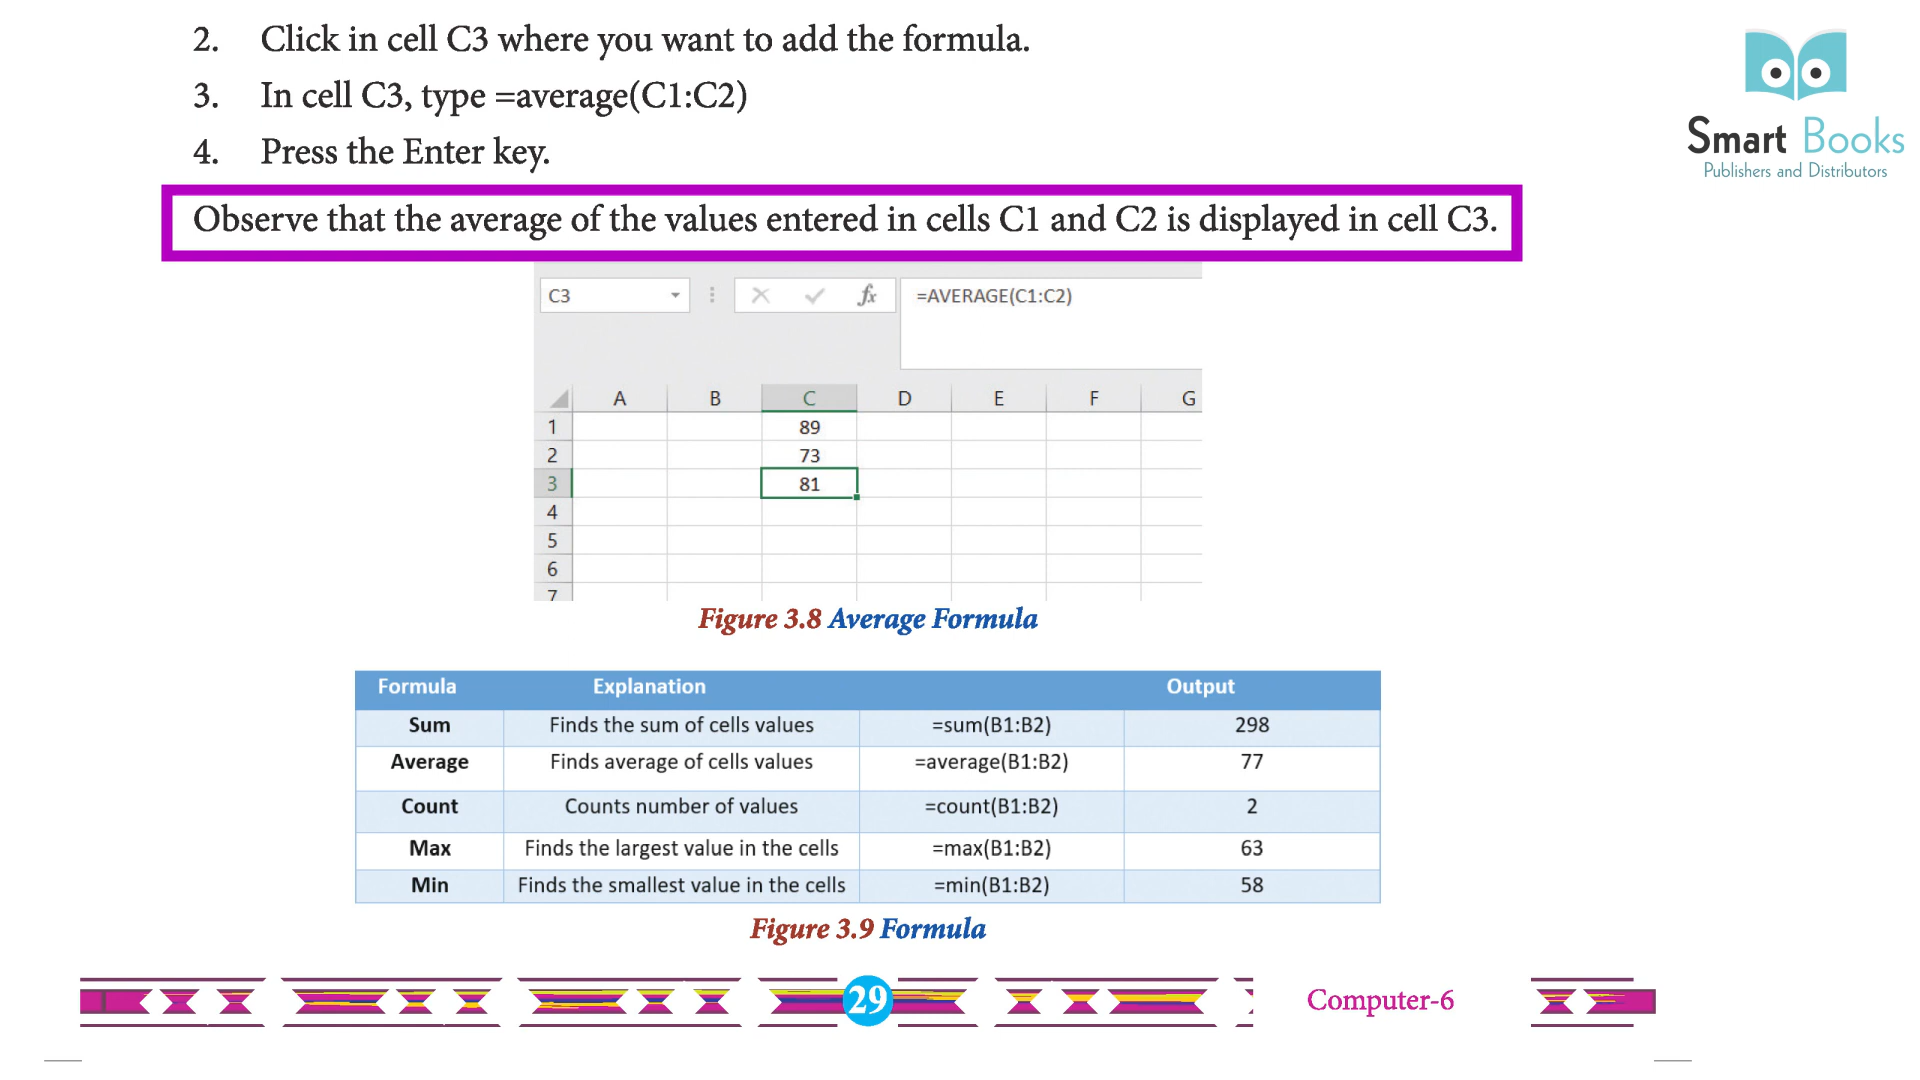 2. Click in cell C3 where you want to add the formula.
3. In cell C3, type =average(C1:C2)
4. Press the Enter key.
Observe that the average of the values entered in cells C1 and C2 is displayed in cell C3.
Smart Books
Publishers and Distributors
C3 fx =AVERAGE(C1:C2)
A B C D E F G
1 89
2 73
3 81
4
5
6
7
Figure 3.8 Average Formula
Formula Explanation Output
Sum Finds the sum of cells values =sum(B1:B2) 298
Average Finds average of cells values =average(B1:B2) 77
Count Counts number of values =count(B1:B2) 2
Max Finds the largest value in the cells =max(B1:B2) 63
Min Finds the smallest value in the cells =min(B1:B2) 58
Figure 3.9 Formula
29
Computer-6